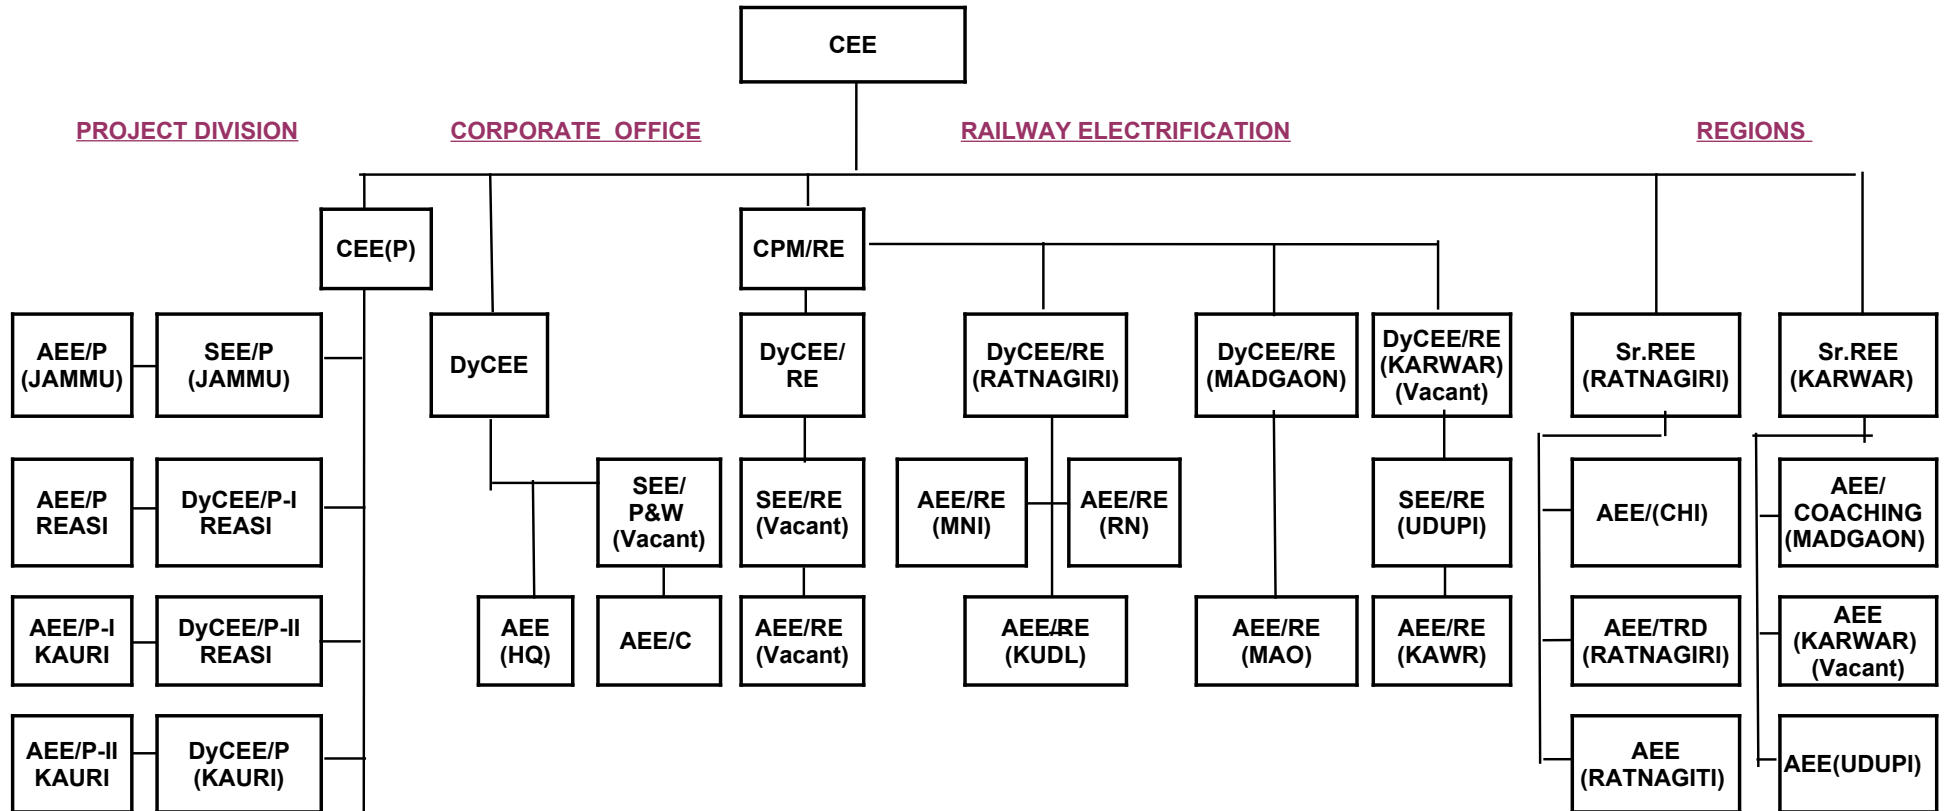 CEE
PROJECT DIVISION
CORPORATE OFFICE
RAILWAY ELECTRIFICATION
REGIONS
CEE(P)
CPM/RE
AEE/P
(JAMMU)
SEE/P
(JAMMU)
DyCEE
DyCEE/
RE
DyCEE/RE
(RATNAGIRI)
DyCEE/RE
(MADGAON)
DyCEE/RE
(KARWAR)
(Vacant)
Sr.REE
(RATNAGIRI)
Sr.REE
(KARWAR)
AEE/P
REASI
DyCEE/P-I
REASI
SEE/
P&W
(Vacant)
SEE/RE
(Vacant)
AEE/RE
(MNI)
AEE/RE
(RN)
SEE/RE
(UDUPI)
AEE/(CHI)
AEE/
COACHING
(MADGAON)
AEE/P-I
KAURI
DyCEE/P-II
REASI
AEE
(HQ)
AEE/C
AEE/RE
(Vacant)
AEE/RE
(KUDL)
AEE/RE
(MAO)
AEE/RE
(KAWR)
AEE/TRD
(RATNAGIRI)
AEE
(KARWAR)
(Vacant)
AEE/P-II
KAURI
DyCEE/P
(KAURI)
AEE
(RATNAGITI)
AEE(UDUPI)